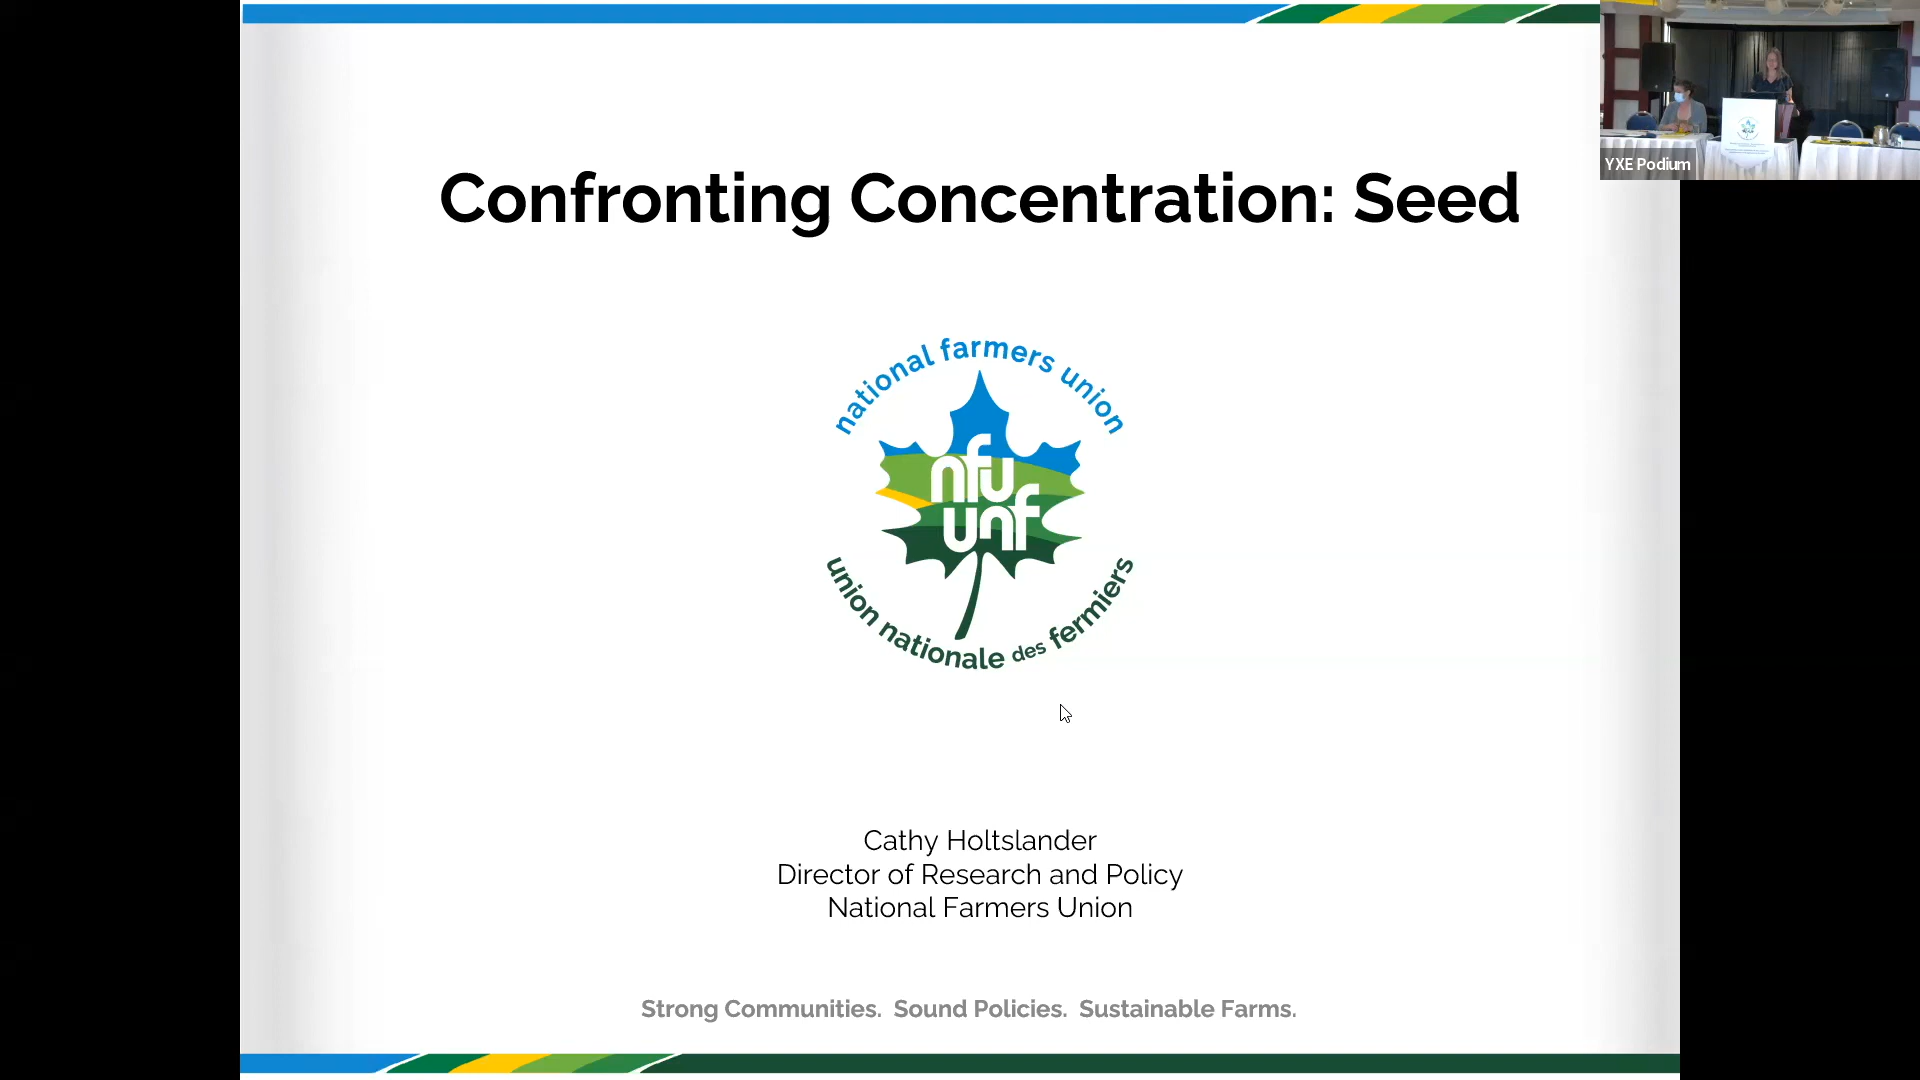 Confronting Concentration: Seed
YXE Podium
national farmers union
nfu
unf
union nationale des fermiers
Cathy Holtslander
Director of Research and Policy
National Farmers Union
Strong Communities. Sound Policies. Sustainable Farms.